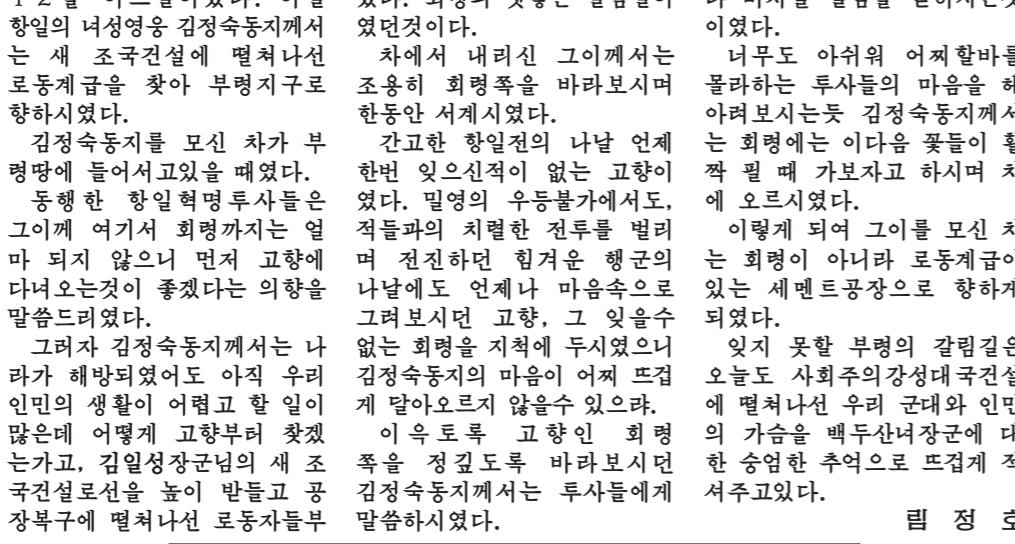 항일의 녀성영웅 김정숙동지께서
는 새 조국건설에 떨쳐나선
로동계급을 찾아 부령지구로
향하시였다.
김정숙동지를 모신 차가 부
령땅에 들어서고있을 때였다.
동행한 항일혁명투사들은
그이께 여기서 회령까지는 얼
마 되지 않으니 먼저 고향에
다녀오는것이 좋겠다는 의향을
말씀드리였다.
그러자 김정숙동지께서는 나
라가 해방되였어도 아직 우리
인민의 생활이 어렵고 할 일이
많은데 어떻게 고향부터 찾겠
는가고, 김일성장군님의 새 조
국건설로선을 높이 받들고 공
장복구에 떨쳐나선 로동자들부
였던것이다.
차에서 내리신 그이께서는
조용히 회령쪽을 바라보시며
한동안 서계시였다.
간고한 항일전의 나날 언제
한번 잊으신적이 없는 고향이
였다. 밀영의 우등불가에서도,
적들과의 치렬한 전투를 벌리
며 전진하던 힘겨운 행군의
나날에도 언제나 마음속으로
그려보시던 고향, 그 잊을수
없는 회령을 지척에 두시였으니
김정숙동지의 마음이 어찌 뜨겁
게 달아오르지 않을수 있으랴.
이윽토록 고향인 회령
쪽을 정깊도록 바라보시던
김정숙동지께서는 투사들에게
말씀하시였다.
이였다.
너무도 아쉬워 어찌할바를
몰라하는 투사들의 마음을 헤
아려보시는듯 김정숙동지께서
는 회령에는 이다음 꽃들이 활
짝 필 때 가보자고 하시며 차
에 오르시였다.
이렇게 되여 그이를 모신 차
는 회령이 아니라 로동계급이
있는 세멘트공장으로 향하게
되였다.
잊지 못할 부령의 갈림길은
오늘도 사회주의강성대국건설
에 떨쳐나선 우리 군대와 인민
의 가슴을 백두산녀장군에 대
한 숭엄한 추억으로 뜨겁게 적
셔주고있다.
림 정 호